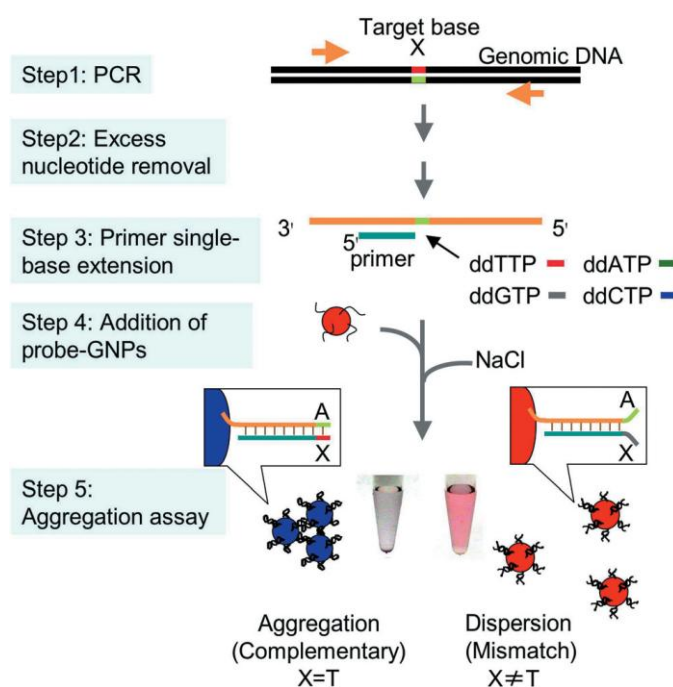 Target base
X
Genomic DNA
Step1: PCR
Step2: Excess
nucleotide removal
Step 3: Primer single-
base extension
3'
5'
5'
primer
ddTTP
ddATP
ddGTP
ddCTP
Step 4: Addition of
probe-GNPs
NaCl
A
X
A
X
Step 5:
Aggregation assay
Aggregation
(Complementary)
X=T
Dispersion
(Mismatch)
X≠T